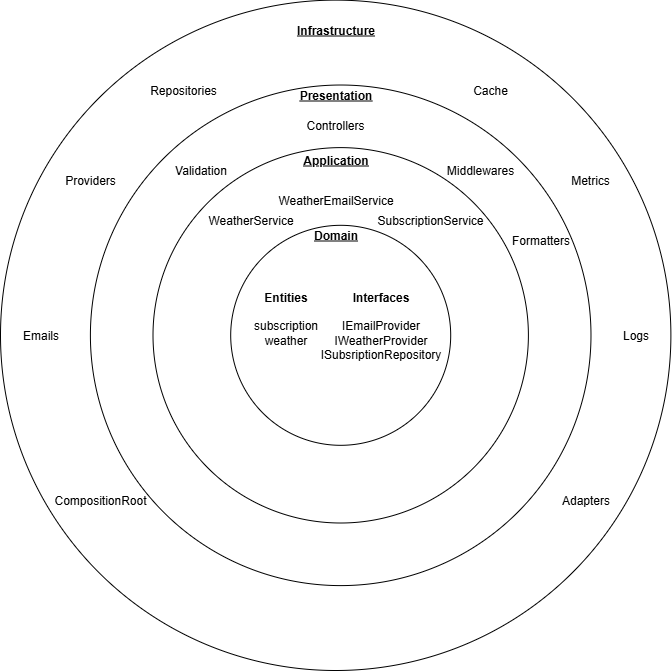 Infrastructure
Repositories
Cache
Presentation
Controllers
Providers
Validation
Application
Middlewares
Metrics
WeatherEmailService
WeatherService
SubscriptionService
Domain
Formatters
Entities
Interfaces
subscription
weather
IEmailProvider
IWeatherProvider
ISubsriptionRepository
Emails
Logs
CompositionRoot
Adapters